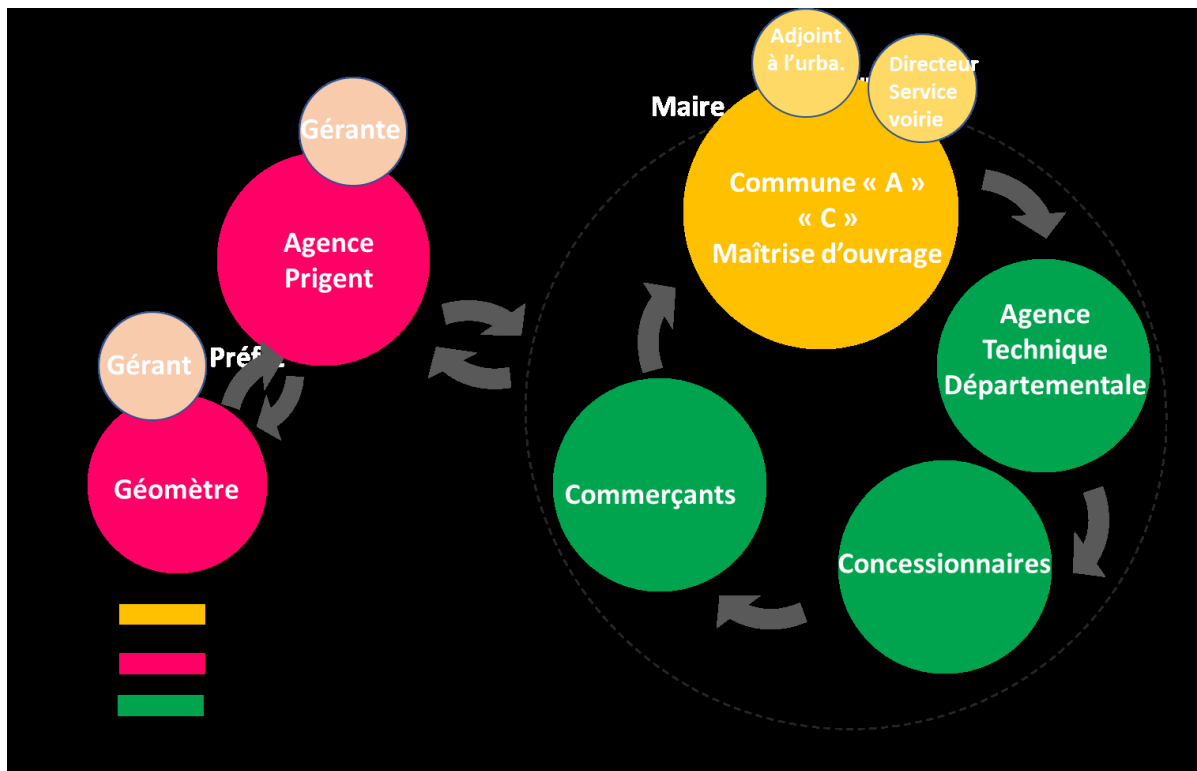 Adjoint
à l'urba.
Directeur
Service
voirie
Maire
Gérante
Commune « A »
« C »
Maîtrise d'ouvrage
Agence
Prigent
Agence
Technique
Départementale
Gérant
Géomètre
Commerçants
Concessionnaires